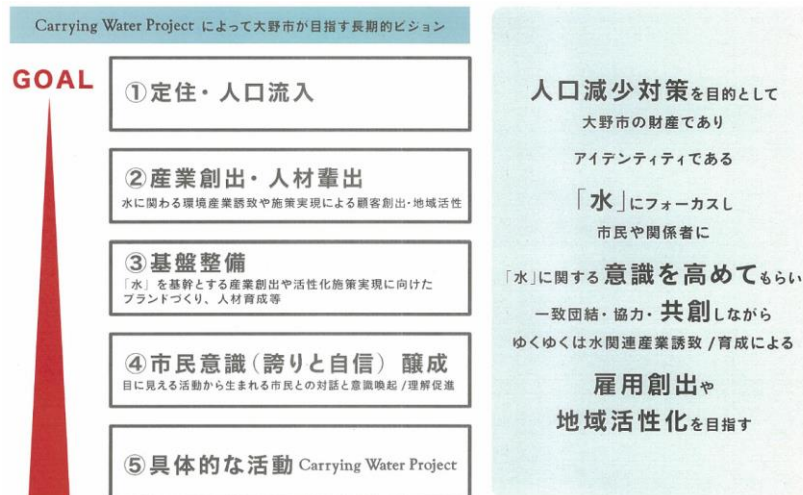 Carrying Water Project によって大野市が目指す長期的ビジョン
GOAL
①定住・人口流入
②産業創出・人材輩出
水に関わる環境産業誘致や施策実現による顧客創出・地域活性
③基盤整備
「水」を基幹とする産業創出や活性化施策実現に向けた
ブランドづくり、人材育成等
④市民意識（誇りと自信）醸成
目に見える活動から生まれる市民との対話と意識喚起/理解促進
⑤具体的な活動 Carrying Water Project
人口減少対策を目的として
大野市の財産であり
アイデンティティである
「水」にフォーカスし
市民や関係者に
「水」に関する意識を高めてもらい
一致団結・協力・共創しながら
ゆくゆくは水関連産業誘致/育成による
雇用創出や
地域活性化を目指す